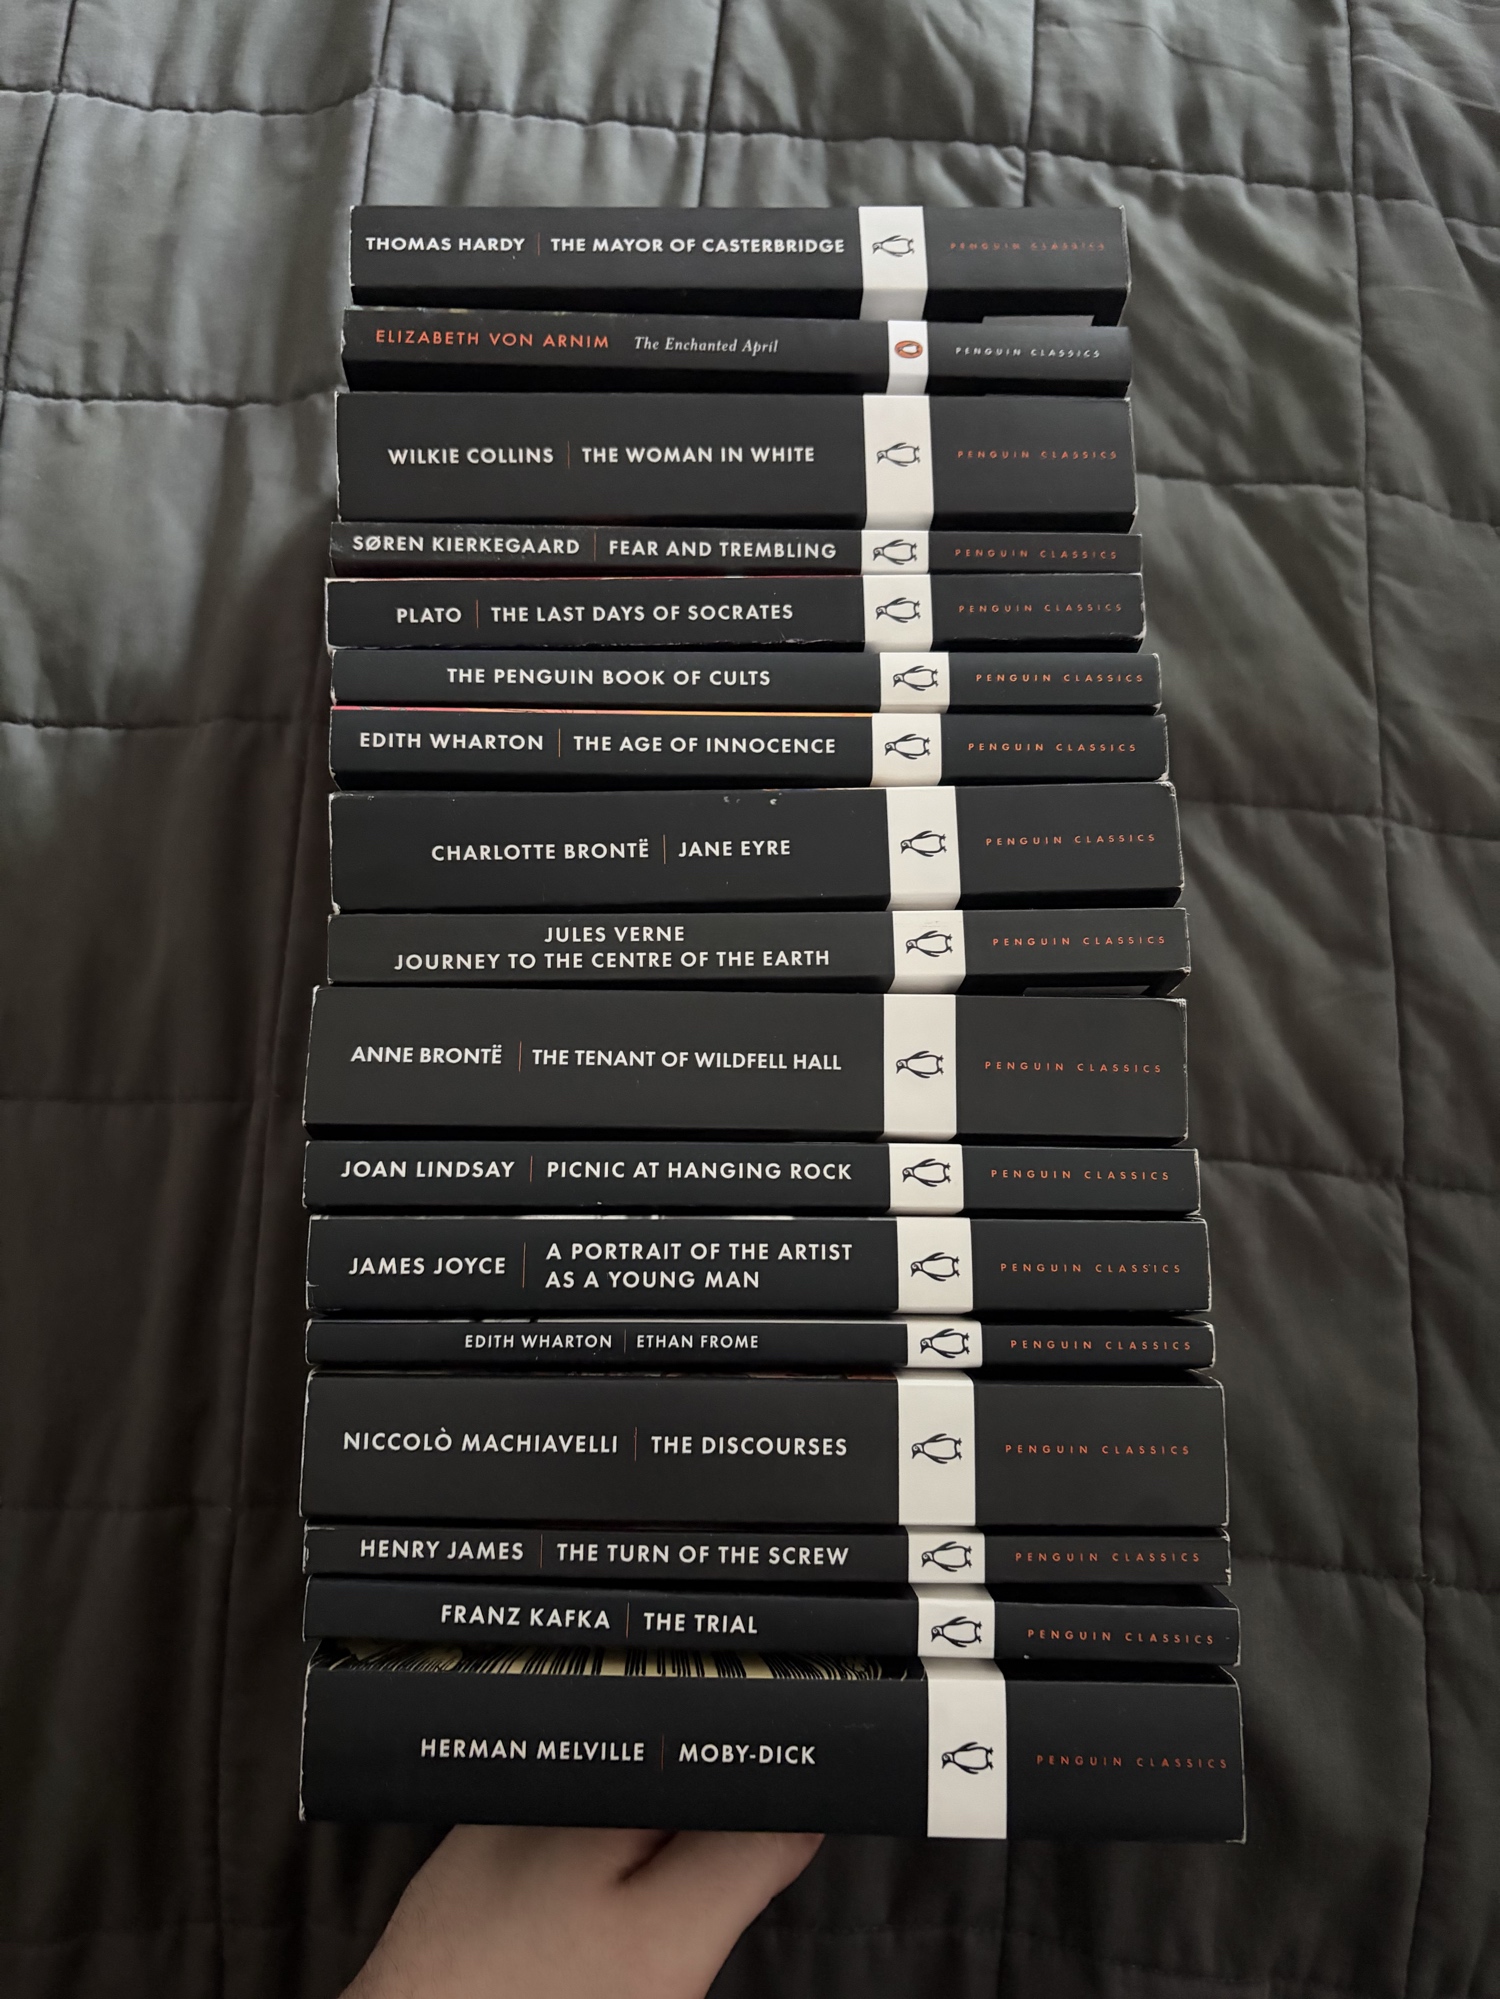 THOMAS HARDY THE MAYOR OF CASTERBRIDGE PENGUIN CLASSICS
ELIZABETH VON ARNIM The Enchanted April PENGUIN CLASSICS
WILKIE COLLINS THE WOMAN IN WHITE PENGUIN CLASSICS
SØREN KIERKEGAARD FEAR AND TREMBLING PENGUIN CLASSICS
PLATO THE LAST DAYS OF SOCRATES PENGUIN CLASSICS
THE PENGUIN BOOK OF CULTS PENGUIN CLASSICS
EDITH WHARTON THE AGE OF INNOCENCE PENGUIN CLASSICS
CHARLOTTE BRONTË JANE EYRE PENGUIN CLASSICS
JULES VERNE
JOURNEY TO THE CENTRE OF THE EARTH PENGUIN CLASSICS
ANNE BRONTË THE TENANT OF WILDFELL HALL PENGUIN CLASSICS
JOAN LINDSAY PICNIC AT HANGING ROCK PENGUIN CLASSICS
JAMES JOYCE A PORTRAIT OF THE ARTIST
AS A YOUNG MAN PENGUIN CLASSICS
EDITH WHARTON ETHAN FROME PENGUIN CLASSICS
NICCOLÒ MACHIAVELLI THE DISCOURSES PENGUIN CLASSICS
HENRY JAMES THE TURN OF THE SCREW PENGUIN CLASSICS
FRANZ KAFKA THE TRIAL PENGUIN CLASSICS
HERMAN MELVILLE MOBY-DICK PENGUIN CLASSICS